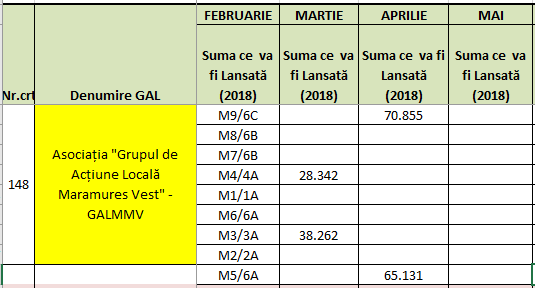 FEBRUARIE MARTIE APRILIE MAI
Nr.crt Denumire GAL Suma ce va fi Lansată (2018) Suma ce va fi Lansată (2018) Suma ce va fi Lansată (2018) Suma ce va fi Lansată (2018)
148
Asociația "Grupul de
Acțiune Locală
Maramures Vest" -
GALMMV
M9/6C 70.855
M8/6B
M7/6B
M4/4A 28.342
M1/1A
M6/6A
M3/3A 38.262
M2/2A
M5/6A 65.131